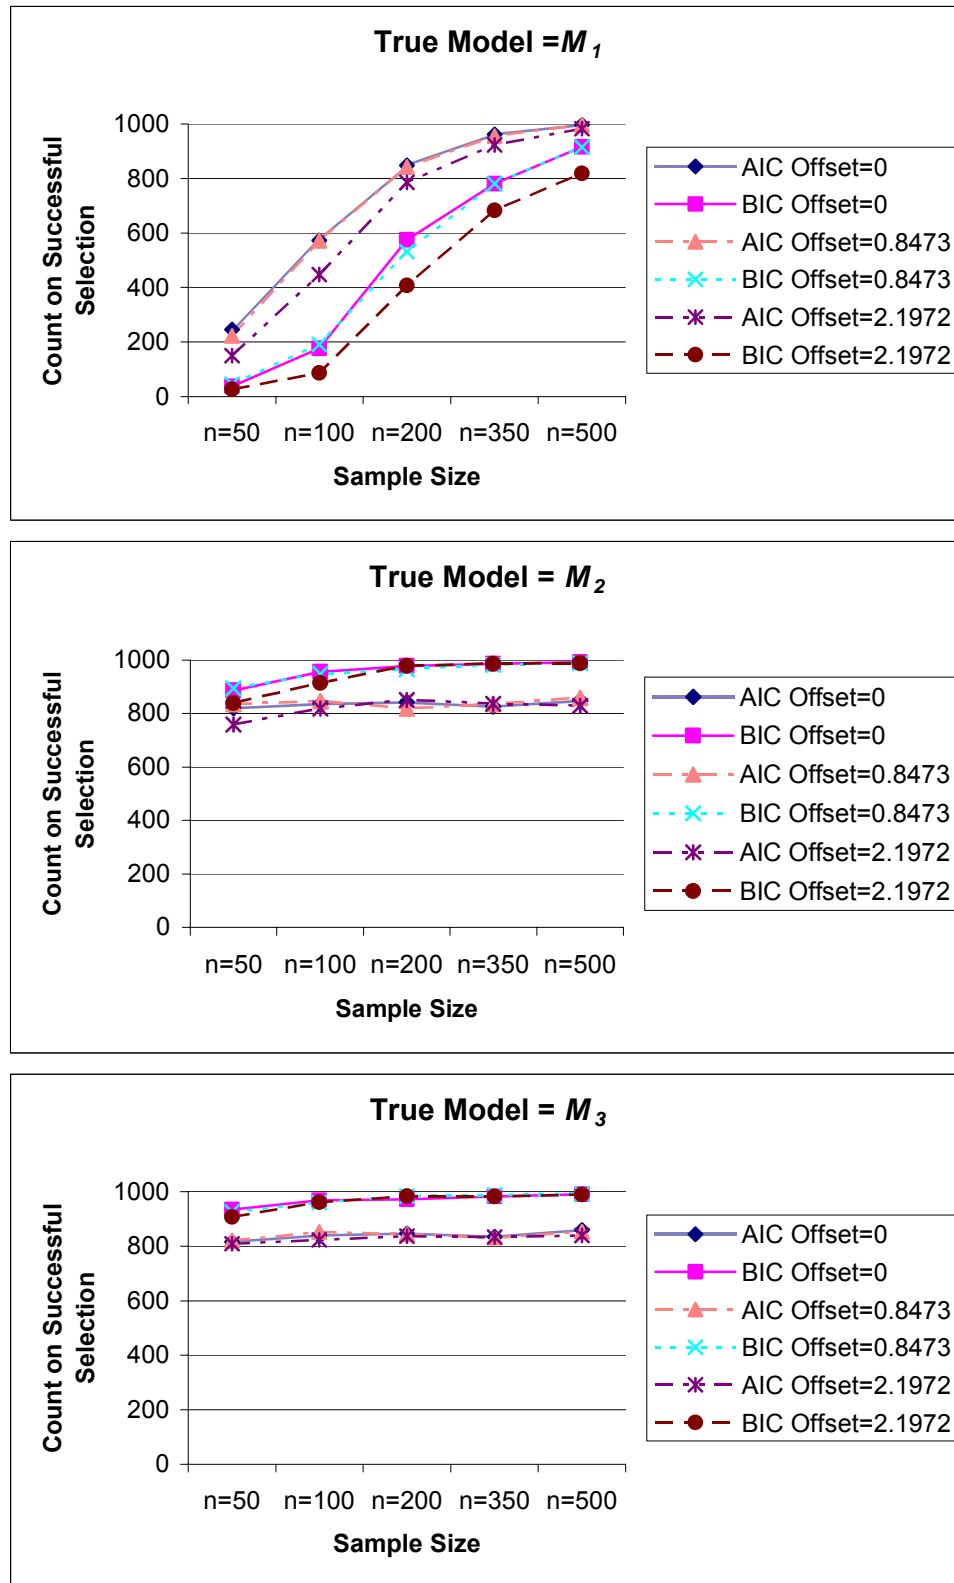 True Model =M1
Count on Successful
Selection
1000
800
600
400
200
0
n=50 n=100 n=200 n=350 n=500
Sample Size
AIC Offset=0
BIC Offset=0
AIC Offset=0.8473
BIC Offset=0.8473
AIC Offset=2.1972
BIC Offset=2.1972
True Model = M2
Count on Successful
Selection
1000
800
600
400
200
0
n=50 n=100 n=200 n=350 n=500
Sample Size
AIC Offset=0
BIC Offset=0
AIC Offset=0.8473
BIC Offset=0.8473
AIC Offset=2.1972
BIC Offset=2.1972
True Model = M3
Count on Successful
Selection
1000
800
600
400
200
0
n=50 n=100 n=200 n=350 n=500
Sample Size
AIC Offset=0
BIC Offset=0
AIC Offset=0.8473
BIC Offset=0.8473
AIC Offset=2.1972
BIC Offset=2.1972